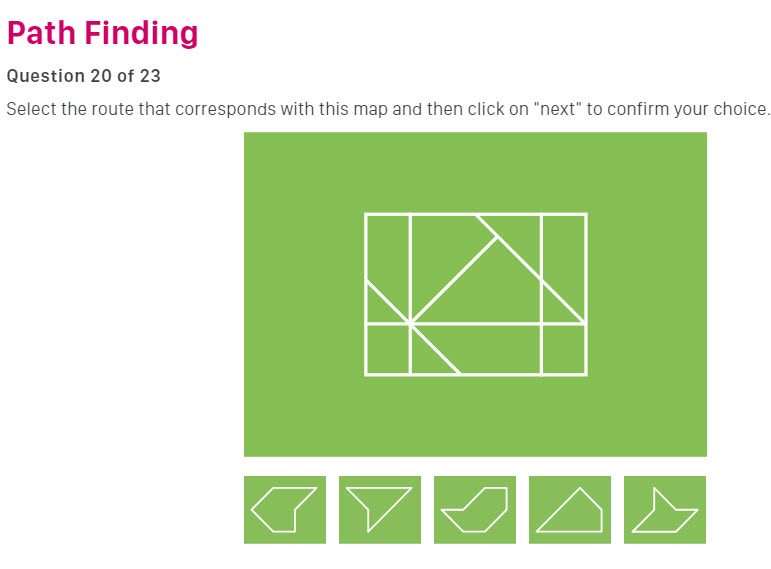 Path Finding
Question 20 of 23
Select the route that corresponds with this map and then click on "next" to confirm your choice.